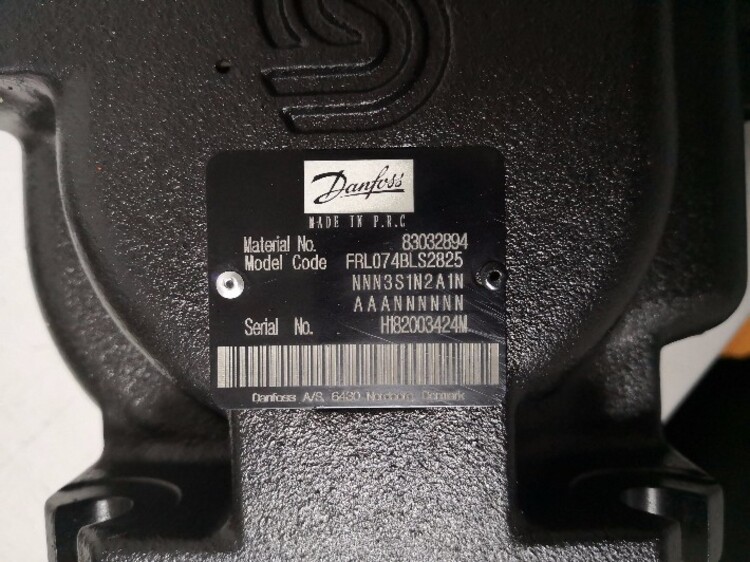 Danfoss
MADE IN P.R.C
Material No. 83032894
Model Code FRL074BLS2825
NNN3S1N2A1N
AAANNNNNN
Serial No. H182003424M
Danfoss A/S, 6430 Nordborg, Denmark